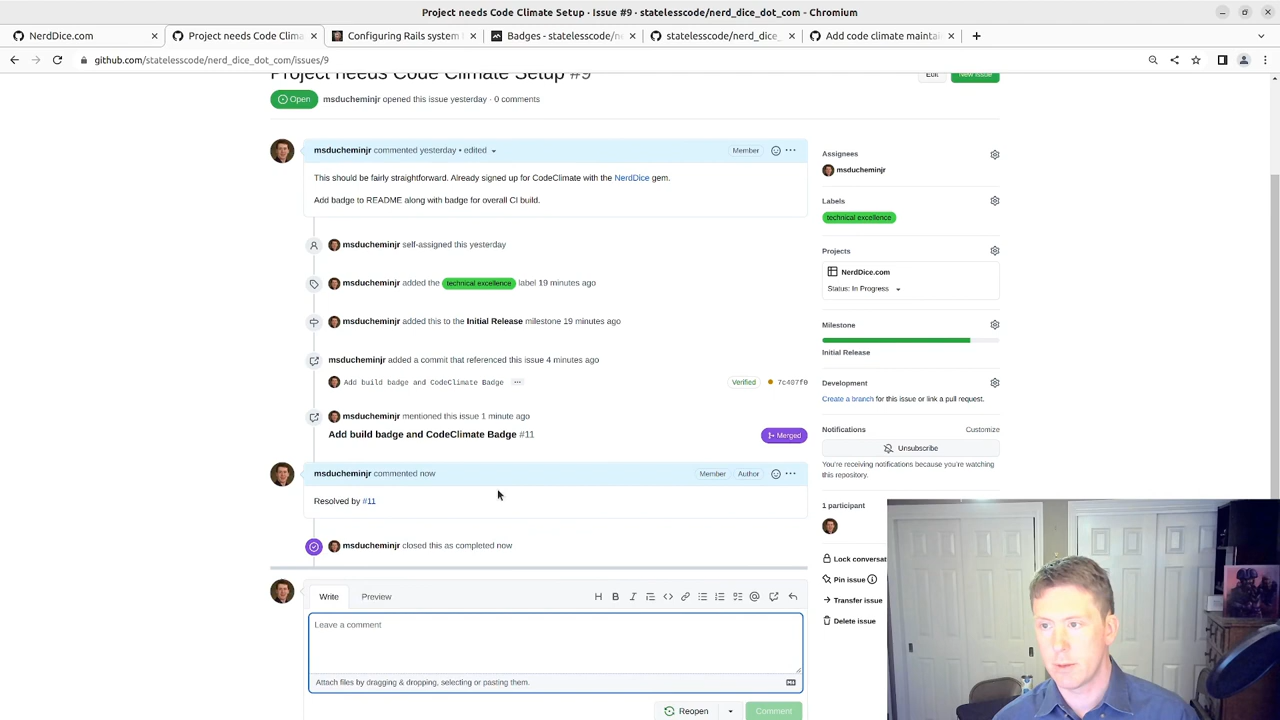 Project needs Code Climate Setup · Issue #9 · statelesscode/nerd_dice_dot_com - Chromium
NerdDice
Project needs Code Clima
Configuring Rails system
Badges - statelesscode/ne
statelesscode/nerd_dice_
Add code climate maintai
github.com/statelesscode/nerd_dice_dot_com/issues/9
Project needs Code Climate Setup #9
Edit
New issue
Open
msducheminjr opened this issue yesterday · 0 comments
msducheminjr commented yesterday • edited
Member
This should be fairly straightforward. Already signed up for CodeClimate with the NerdDice gem.
Add badge to README along with badge for overall CI build.
msducheminjr self-assigned this yesterday
msducheminjr added the technical excellence label 19 minutes ago
msducheminjr added this to the Initial Release milestone 19 minutes ago
msducheminjr added a commit that referenced this issue 4 minutes ago
Add build badge and CodeClimate Badge
Verified
7c407f0
msducheminjr mentioned this issue 1 minute ago
Add build badge and CodeClimate Badge #11
Merged
msducheminjr commented now
Member
Author
Resolved by #11
msducheminjr closed this as completed now
Write
Preview
Leave a comment
Attach files by dragging & dropping, selecting or pasting them.
Reopen
Comment
Assignees
msducheminjr
Labels
technical excellence
Projects
NerdDice.com
Status: In Progress
Milestone
Initial Release
Development
Create a branch for this issue or link a pull request.
Notifications
Customize
Unsubscribe
You're receiving notifications because you're watching
this repository.
1 participant
Lock conversat
Pin issue
Transfer issue
Delete issue